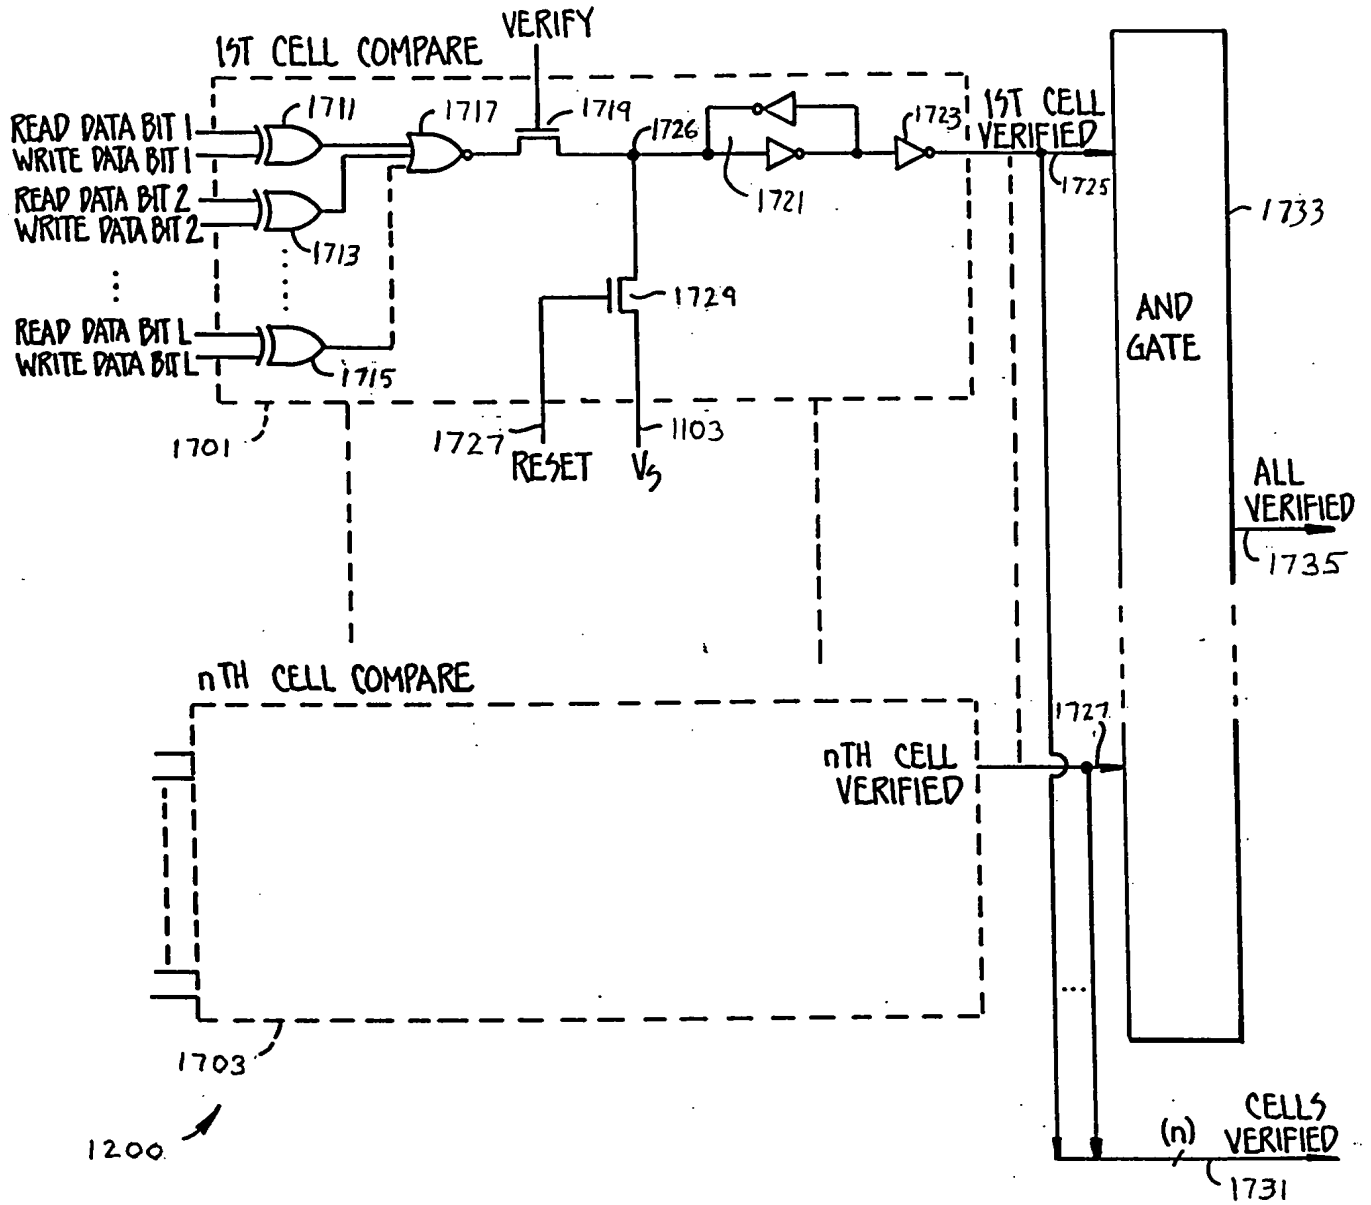 VERIFY
1ST CELL COMPARE
1711
1717
1719
1726
1723
1ST CELL
VERIFIED
1725
READ DATA BIT 1
WRITE DATA BIT 1
READ DATA BIT 2
WRITE DATA BIT 2
1713
1721
1733
1729
AND
GATE
READ DATA BIT L
WRITE DATA BIT L
1715
1701
1727
RESET
1103
VS
ALL
VERIFIED
1735
nTH CELL COMPARE
1727
nTH CELL
VERIFIED
1703
1200
(n)
CELLS
VERIFIED
1731